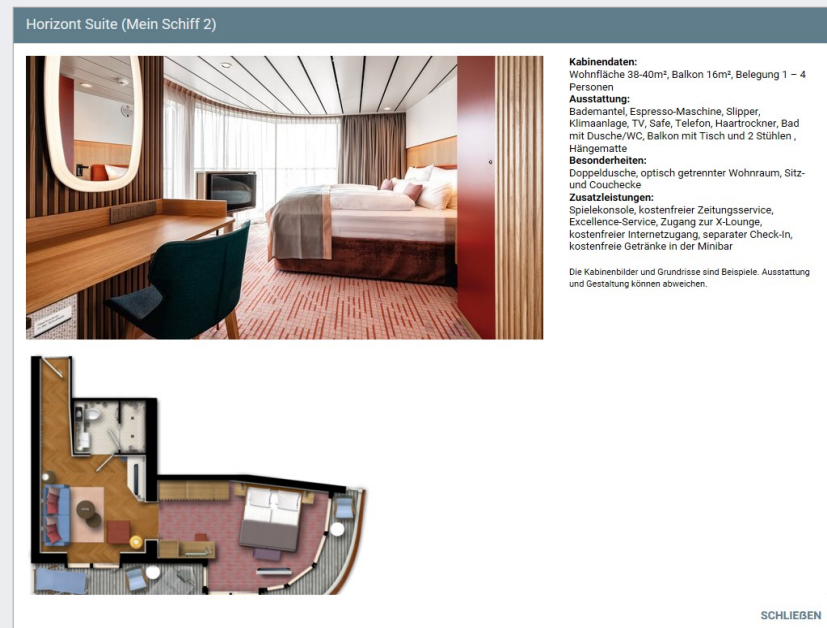 Horizont Suite (Mein Schiff 2)
Kabinendaten:
Wohnfläche 38-40m², Balkon 16m², Belegung 1 – 4
Personen
Ausstattung:
Bademantel, Espresso-Maschine, Slipper,
Klimaanlage, TV, Safe, Telefon, Haartrockner, Bad
mit Dusche/WC, Balkon mit Tisch und 2 Stühlen ,
Hängematte
Besonderheiten:
Doppeldusche, optisch getrennter Wohnraum, Sitz-
und Couchecke
Zusatzleistungen:
Spielekonsole, kostenfreier Zeitungsservice,
Excellence-Service, Zugang zur X-Lounge,
kostenfreier Internetzugang, separater Check-In,
kostenfreie Getränke in der Minibar
Die Kabinenbilder und Grundrisse sind Beispiele. Ausstattung
und Gestaltung können abweichen.
SCHLIEẞEN